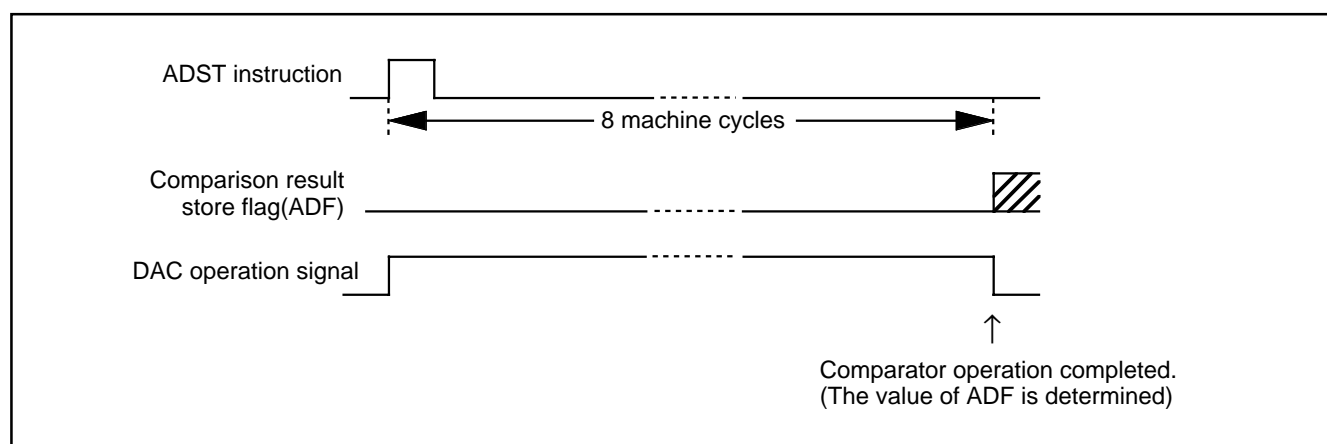 ADST instruction
8 machine cycles
Comparison result
store flag(ADF)
DAC operation signal
↑
Comparator operation completed.
(The value of ADF is determined)